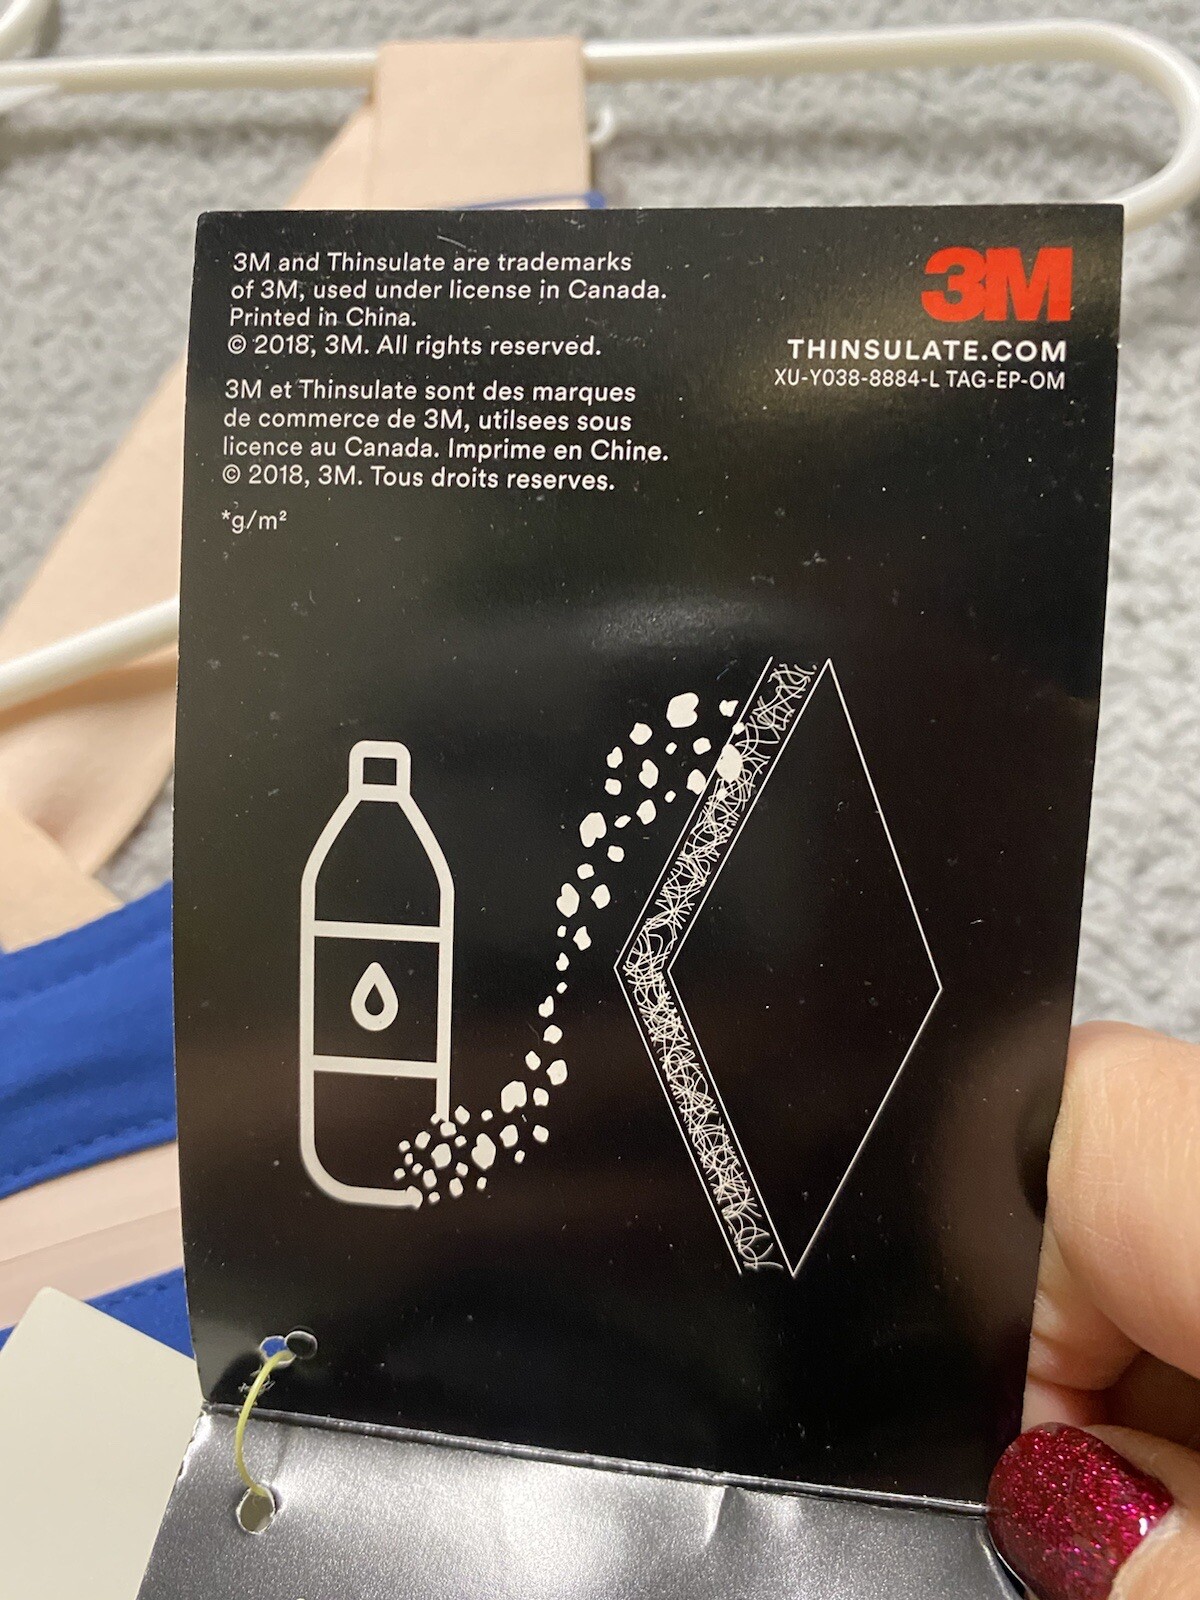 3M and Thinsulate are trademarks
of 3M, used under license in Canada.
Printed in China.
© 2018, 3M. All rights reserved.
3M et Thinsulate sont des marques
de commerce de 3M, utilsees sous
licence au Canada. Imprime en Chine.
© 2018, 3M. Tous droits reserves.
*g/m²
3M
THINSULATE.COM
XU-Y038-8884-L TAG-EP-OM